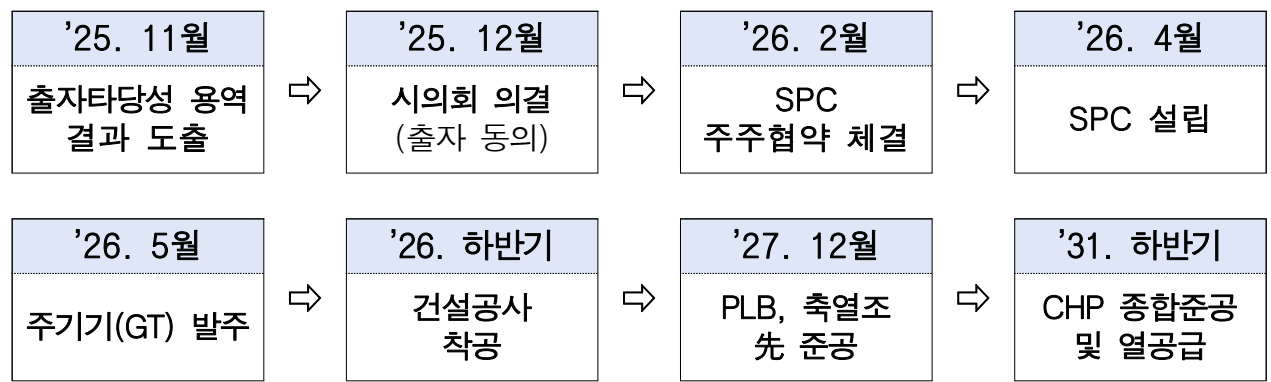 ’25. 11월
출자타당성 용역
결과 도출
’25. 12월
시의회 의결
(출자 동의)
’26. 2월
SPC
주주협약 체결
’26. 4월
SPC 설립
’26. 5월
주기기(GT) 발주
’26. 하반기
건설공사
착공
’27. 12월
PLB, 축열조
先 준공
’31. 하반기
CHP 종합준공
및 열공급